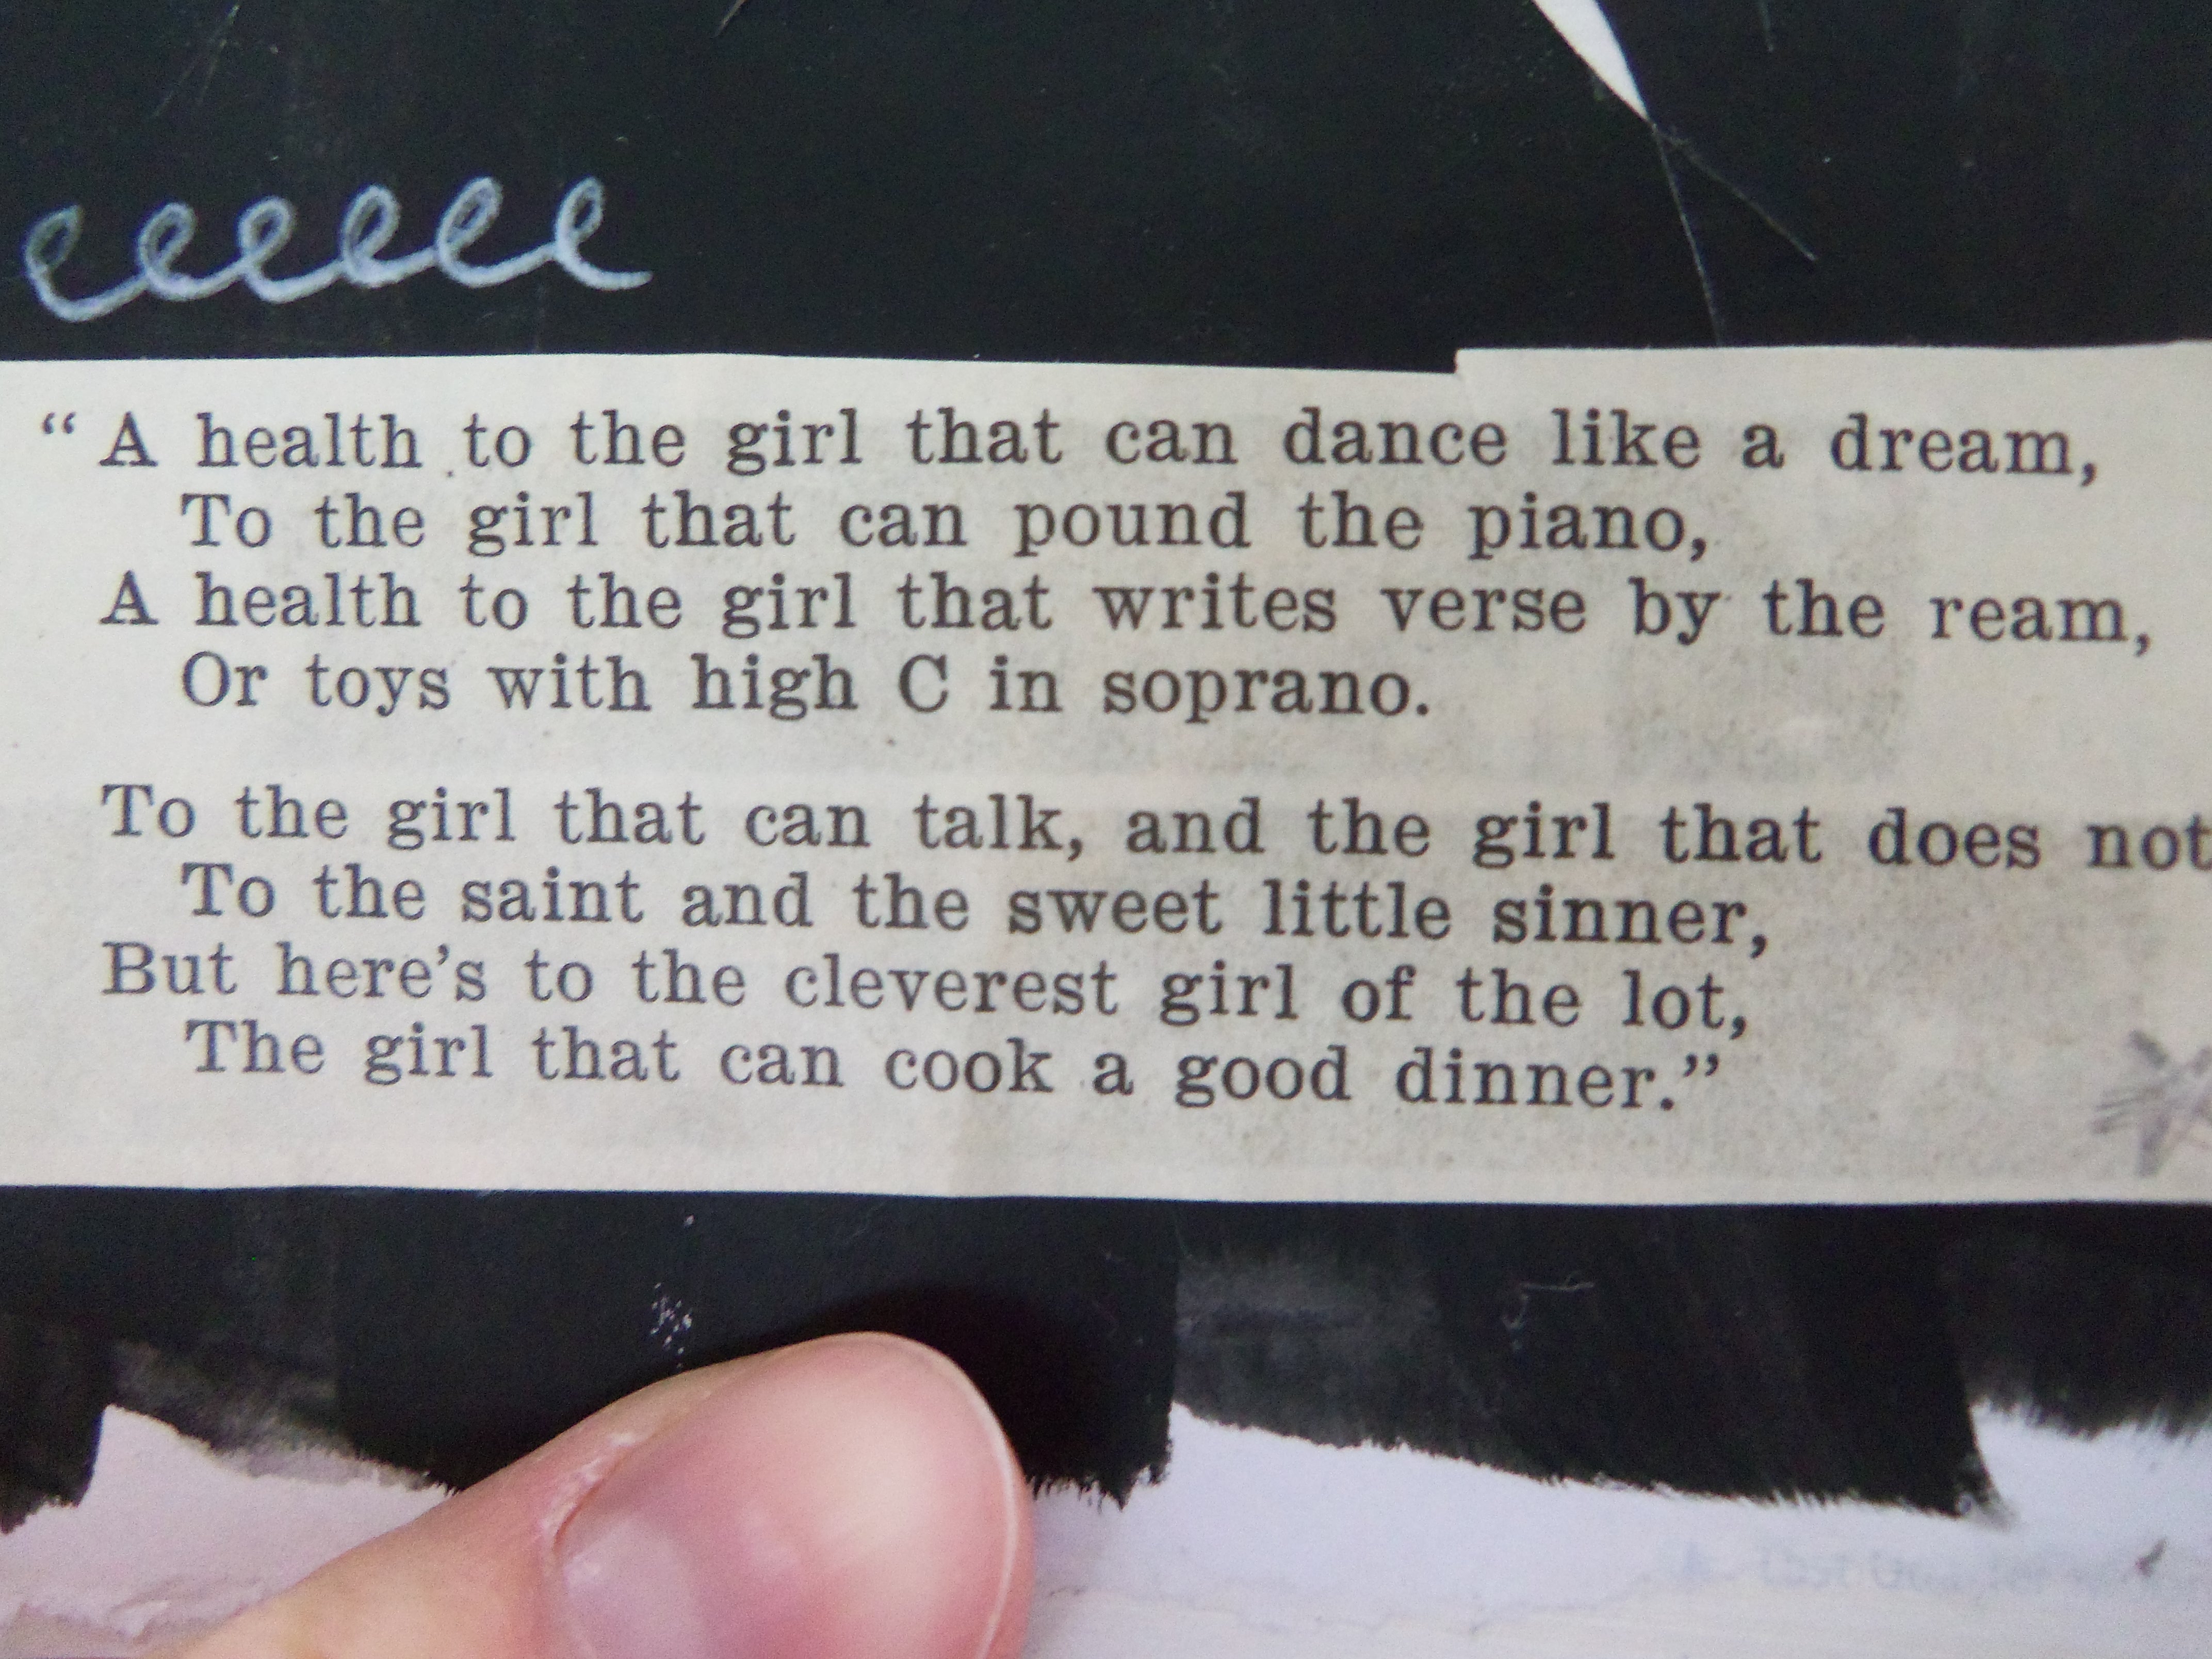 eeeeee
“A health to the girl that can dance like a dream,
To the girl that can pound the piano,
A health to the girl that writes verse by the ream,
Or toys with high C in soprano.
To the girl that can talk, and the girl that does not
To the saint and the sweet little sinner,
But here’s to the cleverest girl of the lot,
The girl that can cook a good dinner.”